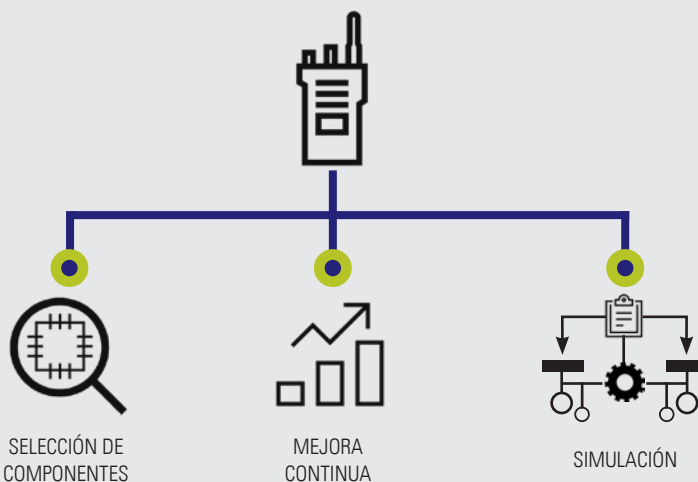 SELECCIÓN DE
COMPONENTES
MEJORA
CONTINUA
SIMULACIÓN